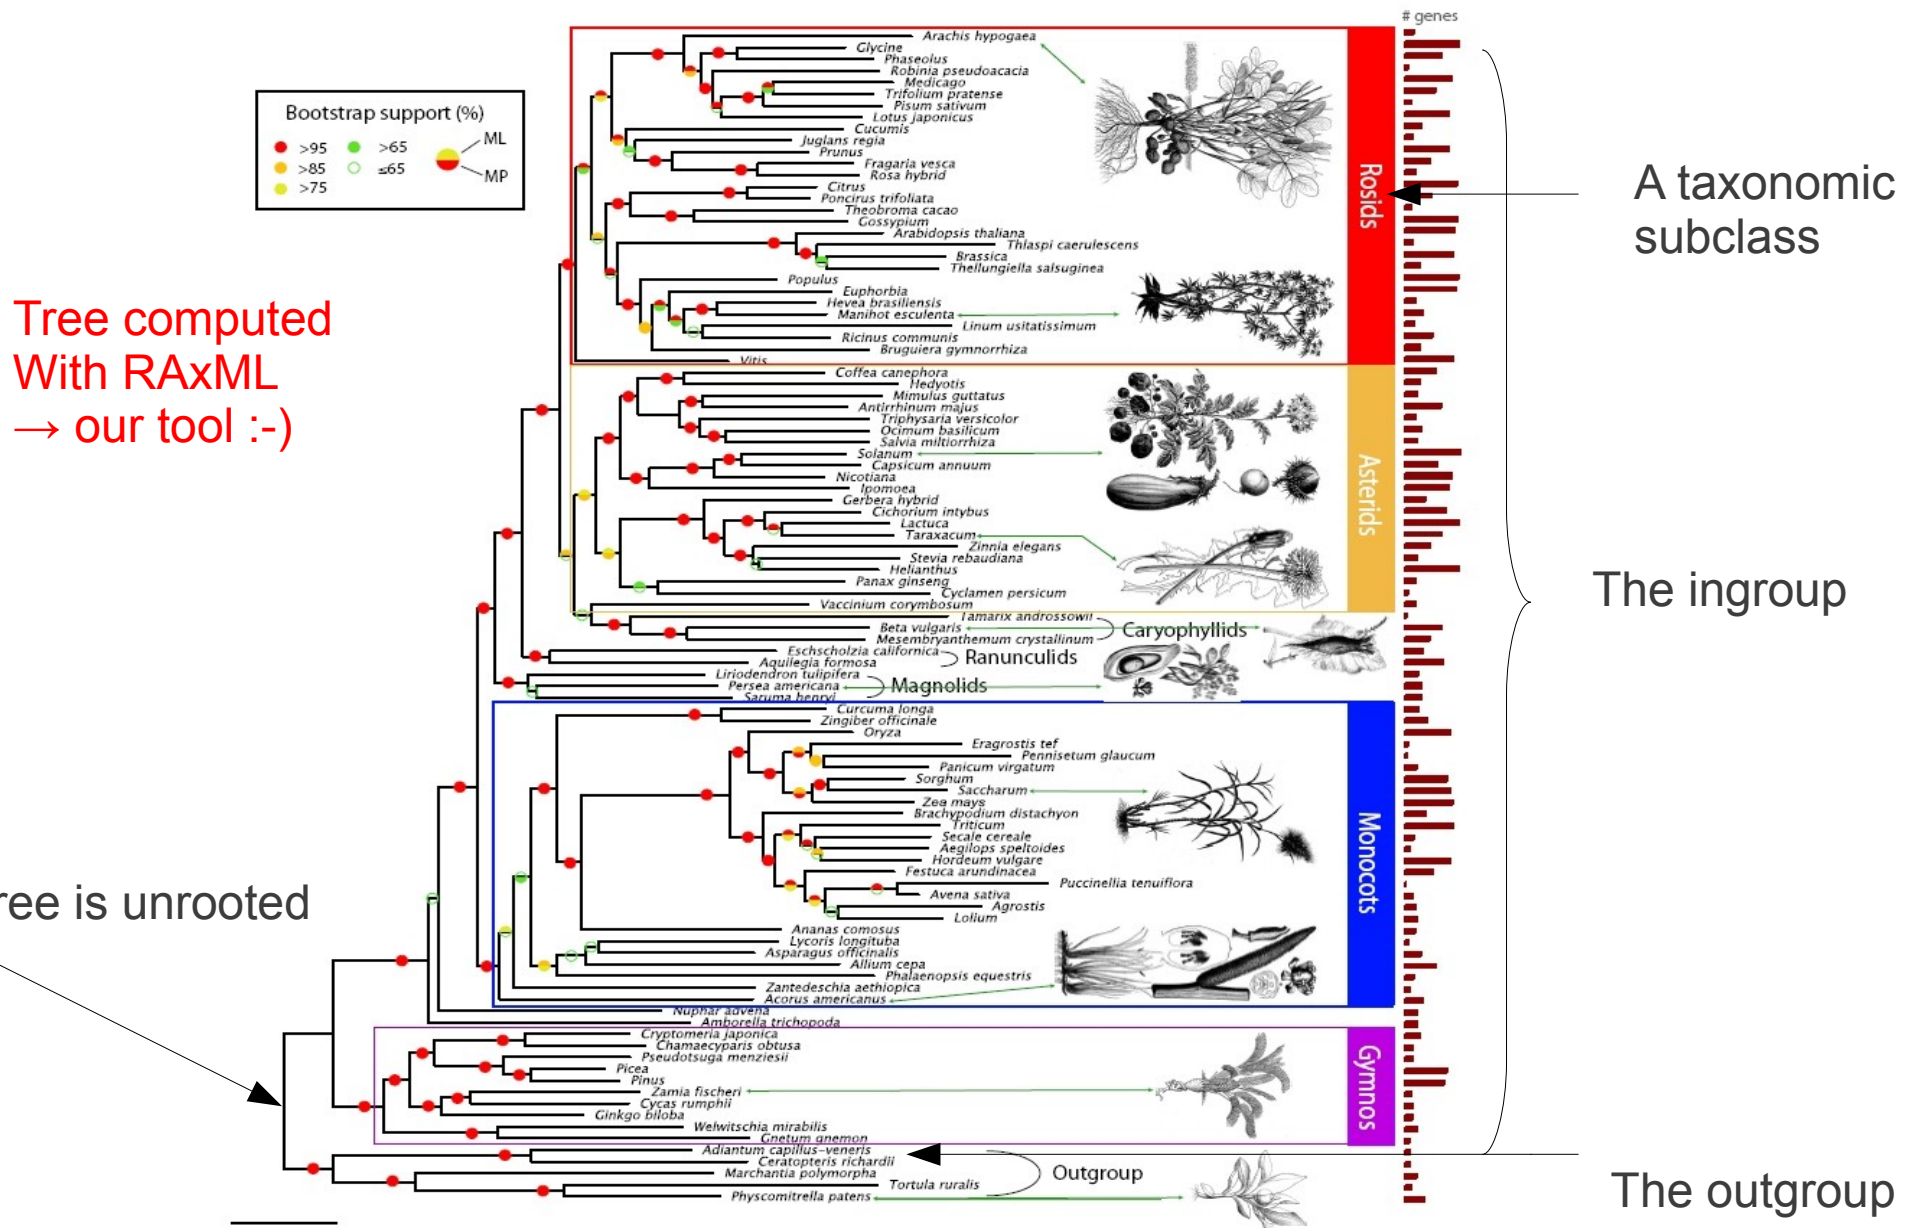 # genes
Bootstrap support (%)
>95
>65
ML
>85
≤65
MP
>75
Tree computed
With RAxML
→ our tool :-)
ree is unrooted
Arachis hypogaea
Glycine
Phaseolus
Robinia pseudoacacia
Medicago
Trifolium pratense
Pisum sativum
Lotus japonicus
Cucumis
Juglans regia
Prunus
Fragaria vesca
Rosa hybrid
Citrus
Poncirus trifoliata
Theobroma cacao
Gossypium
Arabidopsis thaliana
Thlaspi caerulescens
Brassica
Thellungiella salsuginea
Populus
Euphorbia
Hevea brasiliensis
Manihot esculenta
Linum usitatissimum
Ricinus communis
Bruguiera gymnorrhiza
Vitis
Rosids
Coffea canephora
Hedyotis
Mimulus guttatus
Antirrhinum majus
Triphysaria versicolor
Ocimum basilicum
Salvia miltiorrhiza
Solanum
Capsicum annuum
Nicotiana
Ipomoea
Gerbera hybrid
Cichorium intybus
Lactuca
Taraxacum
Zinnia elegans
Stevia rebaudiana
Helianthus
Panax ginseng
Cyclamen persicum
Vaccinium corymbosum
Asterids
Tamarix androssowii
Beta vulgaris
Mesembryanthemum crystallinum
Caryophyllids
Eschscholzia californica
Aquilegia formosa
Ranunculids
Liriodendron tulipifera
Persea americana
Saruma henryi
Magnolids
Curcuma longa
Zingiber officinale
Oryza
Eragrostis tef
Pennisetum glaucum
Panicum virgatum
Sorghum
Saccharum
Zea mays
Brachypodium distachyon
Triticum
Secale cereale
Aegilops speltoides
Hordeum vulgare
Festuca arundinacea
Puccinellia tenuiflora
Avena sativa
Agrostis
Lolium
Ananas comosus
Lycoris longituba
Asparagus officinalis
Allium cepa
Phalaenopsis equestris
Zantedeschia aethiopica
Acorus americanus
Monocots
Nuphar advena
Amborella trichopoda
Cryptomeria japonica
Chamaecyparis obtusa
Pseudotsuga menziesii
Picea
Pinus
Zamia fischeri
Cycas rumphii
Ginkgo biloba
Welwitschia mirabilis
Gnetum gnemon
Gymnos
Adiantum capillus-veneris
Ceratopteris richardii
Marchantia polymorpha
Tortula ruralis
Physcomitrella patens
Outgroup
A taxonomic
subclass
The ingroup
The outgroup